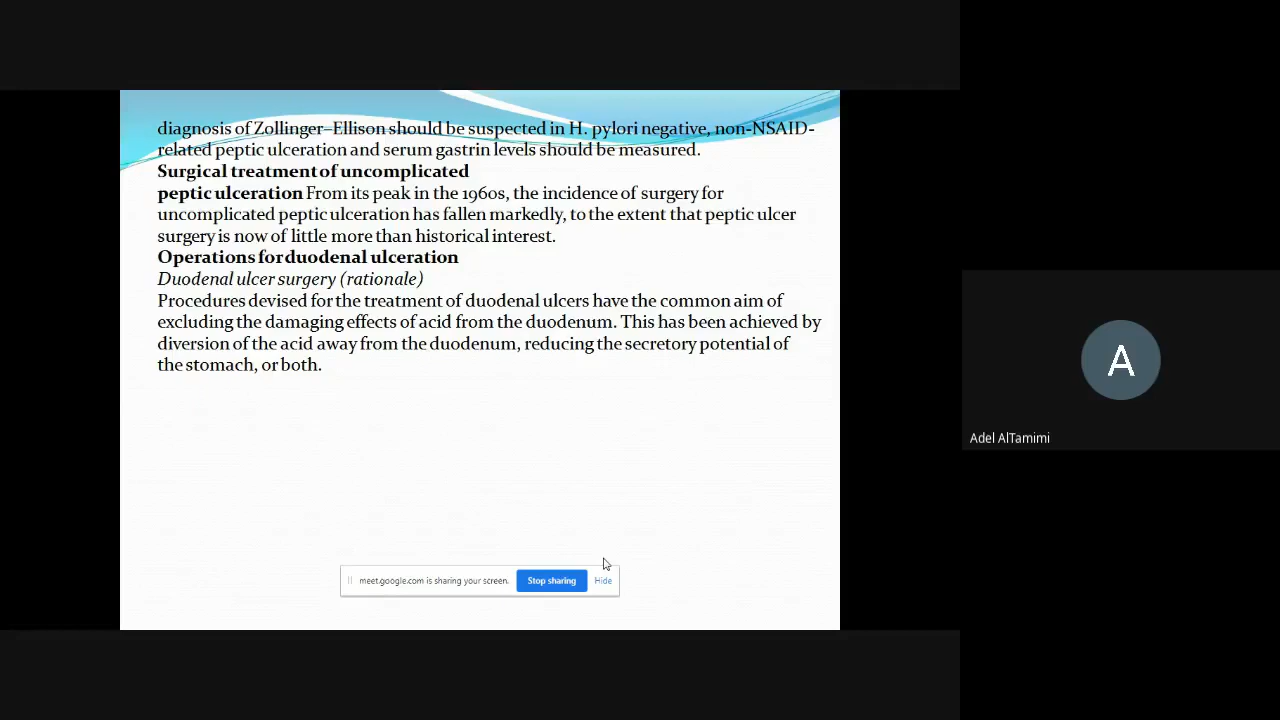 diagnosis of Zollinger–Ellison should be suspected in H. pylori negative, non-NSAID-
related peptic ulceration and serum gastrin levels should be measured.
Surgical treatment of uncomplicated
peptic ulceration From its peak in the 1960s, the incidence of surgery for
uncomplicated peptic ulceration has fallen markedly, to the extent that peptic ulcer
surgery is now of little more than historical interest.
Operations for duodenal ulceration
Duodenal ulcer surgery (rationale)
Procedures devised for the treatment of duodenal ulcers have the common aim of
excluding the damaging effects of acid from the duodenum. This has been achieved by
diversion of the acid away from the duodenum, reducing the secretory potential of
the stomach, or both.
meet.google.com is sharing your screen. Stop sharing Hide
A
Adel AlTamimi